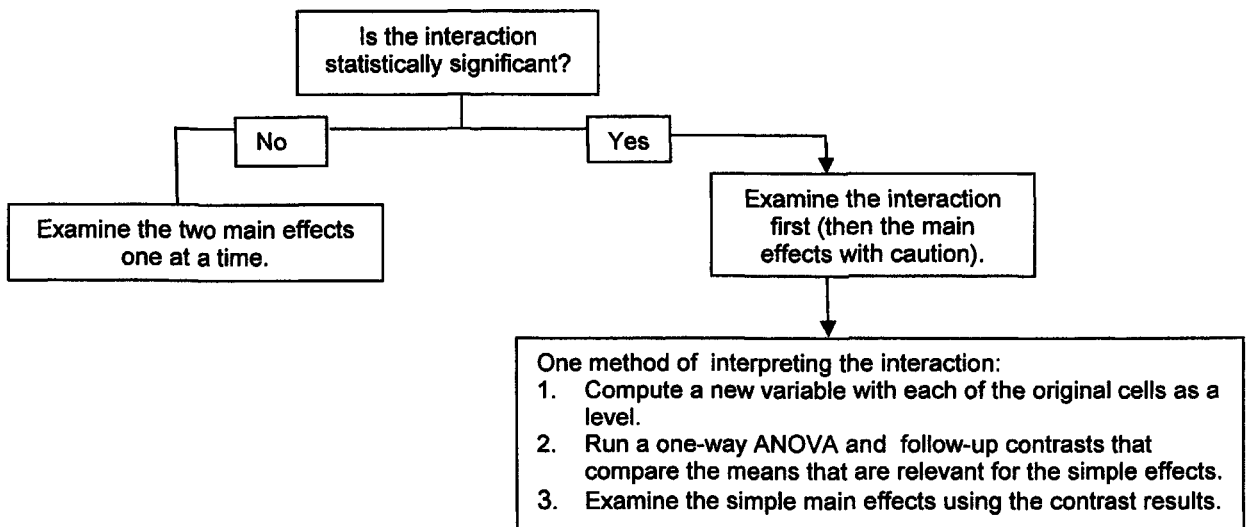 Is the interaction
statistically significant?
No
Yes
Examine the two main effects
one at a time.
Examine the interaction
first (then the main
effects with caution).
One method of interpreting the interaction:
1. Compute a new variable with each of the original cells as a
level.
2. Run a one-way ANOVA and follow-up contrasts that
compare the means that are relevant for the simple effects.
3. Examine the simple main effects using the contrast results.